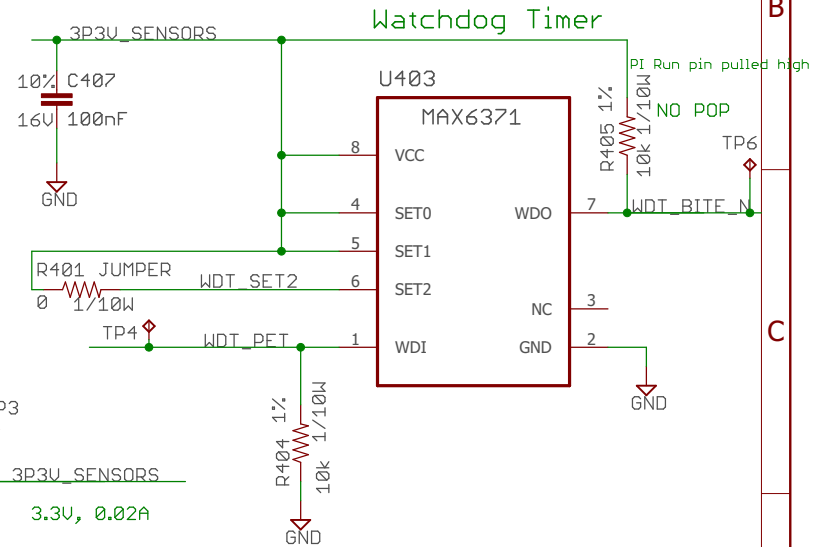 B
Watchdog Timer
3P3V_SENSORS
PI Run pin pulled high
10% C407
16V 100nF
GND
U403
MAX6371
R405 1%
10k 1/10W
NO POP
TP6
8 VCC
4 SET0
WDO 7
WDT_BITE_N
5 SET1
R401 JUMPER
0 1/10W
WDT_SET2
6 SET2
NC 3
C
TP4
WDT_PET
1 WDI
GND 2
GND
P3
R404 1%
10k 1/10W
GND
3P3V_SENSORS
3.3V, 0.02A